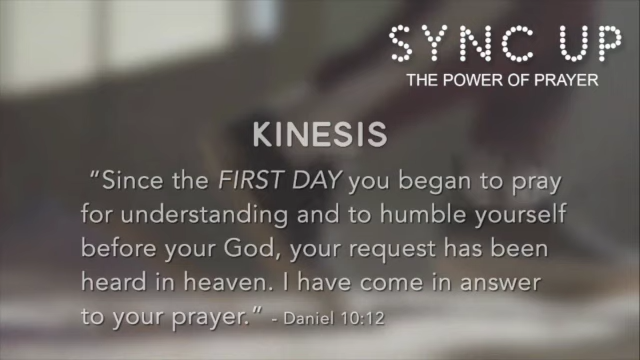 SYNC UP
THE POWER OF PRAYER
KINESIS
“Since the FIRST DAY you began to pray
for understanding and to humble yourself
before your God, your request has been
heard in heaven. I have come in answer
to your prayer.” - Daniel 10:12